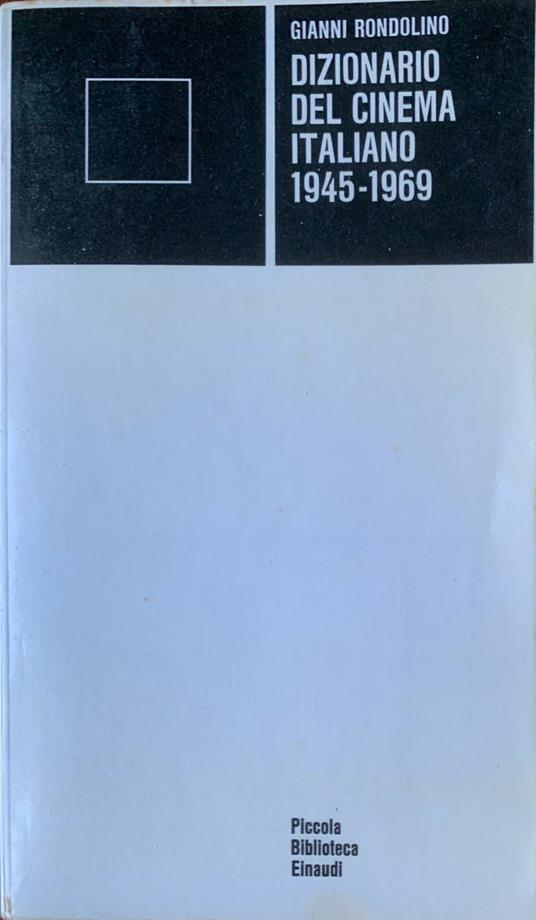 GIANNI RONDOLINO
DIZIONARIO
DEL CINEMA
ITALIANO
1945-1969
Piccola
Biblioteca
Einaudi